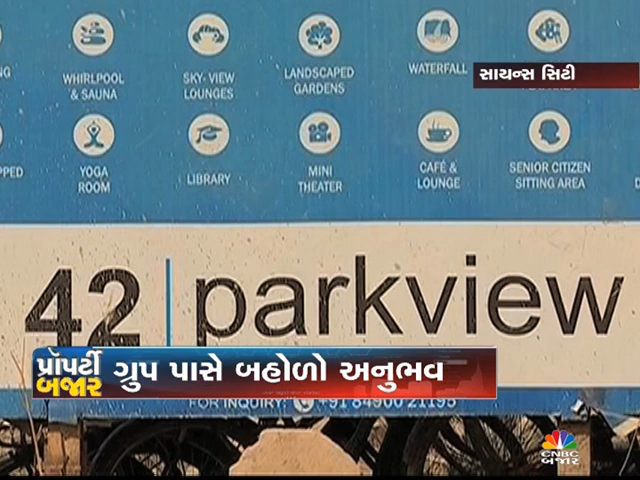 WHIRLPOOL
& SAUNA
SKY-VIEW
LOUNGES
LANDSCAPED
GARDENS
WATERFALL
સાયન્સ સિટી
YOGA
ROOM
LIBRARY
MINI
THEATER
CAFÉ &
LOUNGE
SENIOR CITIZEN
SITTING AREA
42 parkview
પ્રૉપર્ટી
બજાર
ગ્રુપ પાસે બહોળો અનુભવ
FOR INQUIRY: +91 84900 21195
CNBC
બજાર